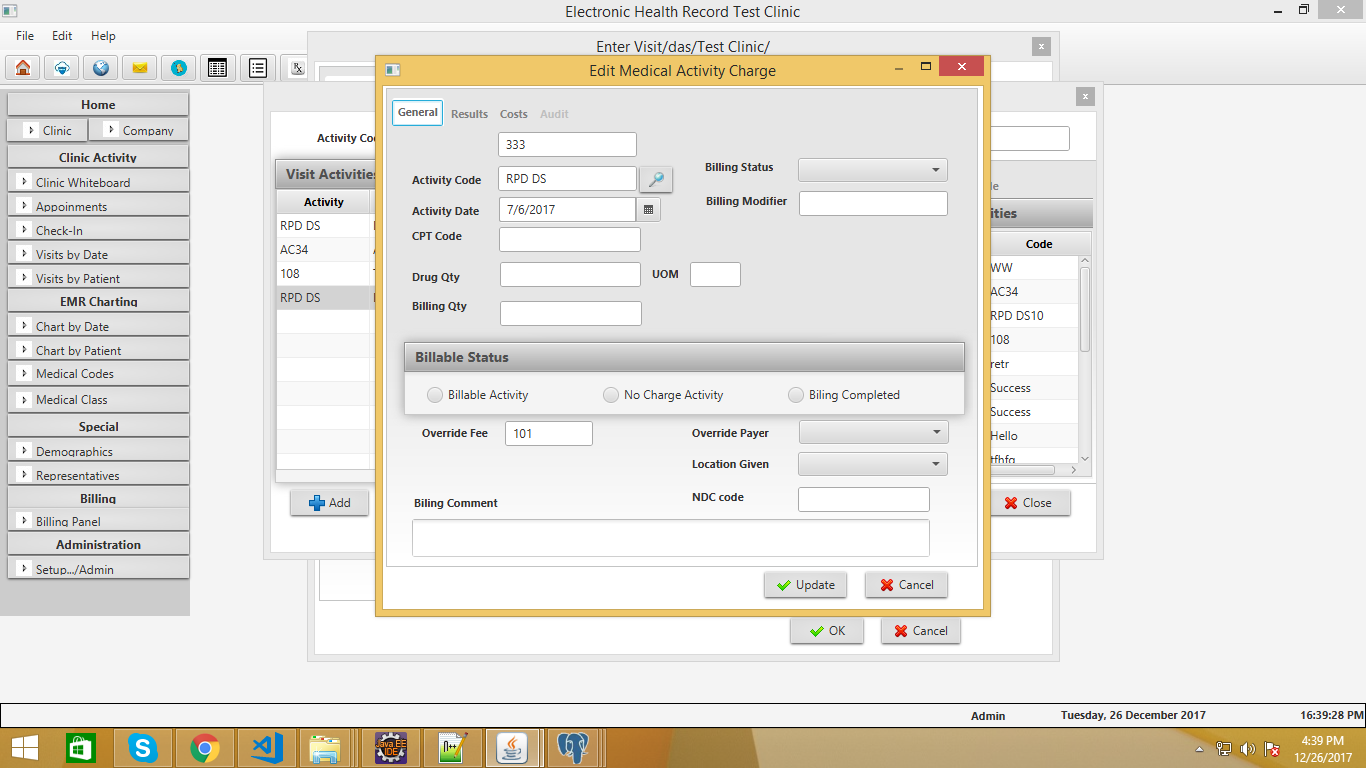 Electronic Health Record Test Clinic
File Edit Help
Enter Visit/das/Test Clinic/
x
Edit Medical Activity Charge
x
Home
Clinic Company
Clinic Activity
Clinic Whiteboard
Appoinments
Check-In
Visits by Date
Visits by Patient
EMR Charting
Chart by Date
Chart by Patient
Medical Codes
Medical Class
Special
Demographics
Representatives
Billing
Billing Panel
Administration
Setup.../Admin
Activity Co
Visit Activities
Activity
RPD DS
AC34
108
RPD DS
Add
General Results Costs Audit
333
Activity Code RPD DS
Activity Date 7/6/2017
CPT Code
Drug Qty UOM
Billing Qty
Billing Status
Billing Modifier
Billable Status
Billable Activity No Charge Activity Biling Completed
Override Fee 101 Override Payer
Location Given
NDC code
Biling Comment
Update Cancel
le
ities
Code
WW
AC34
RPD DS10
108
retr
Success
Success
Hello
tfhfg
Close
OK Cancel
Admin Tuesday, 26 December 2017 16:39:28 PM
Java EE
IDE
N++
4:39 PM
12/26/2017